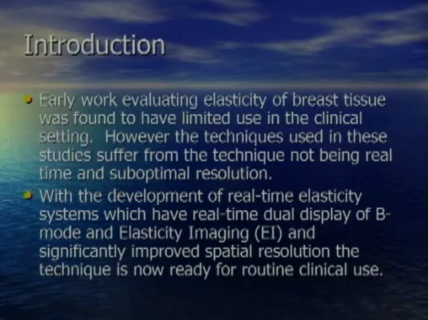 Introduction
Early work evaluating elasticity of breast tissue
was found to have limited use in the clinical
setting. However the techniques used in these
studies suffer from the technique not being real
time and suboptimal resolution.
With the development of real-time elasticity
systems which have real-time dual display of B-
mode and Elasticity Imaging (EI) and
significantly improved spatial resolution the
technique is now ready for routine clinical use.